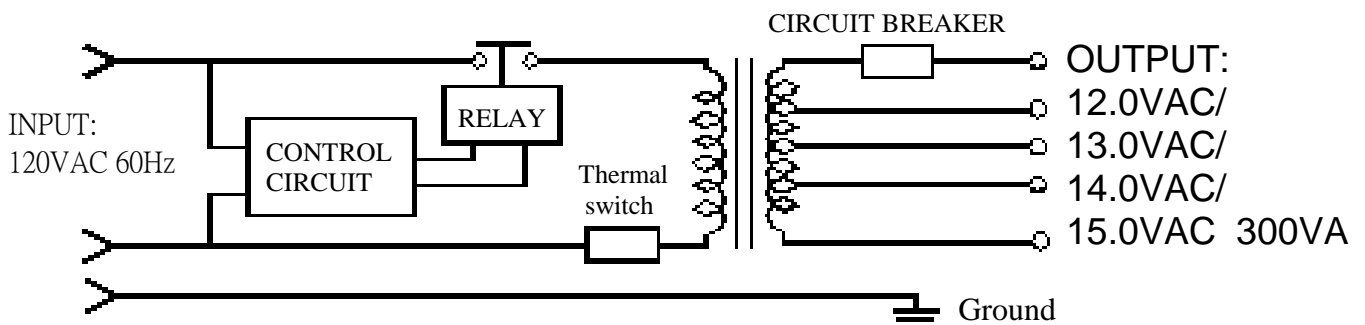 CIRCUIT BREAKER
OUTPUT:
12.0VAC/
13.0VAC/
14.0VAC/
15.0VAC 300VA
INPUT:
120VAC 60Hz
CONTROL
CIRCUIT
RELAY
Thermal
switch
Ground